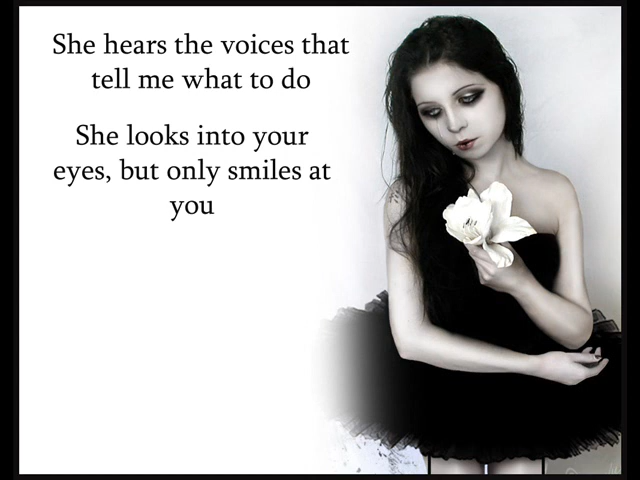 She hears the voices that
tell me what to do
She looks into your
eyes, but only smiles at
you